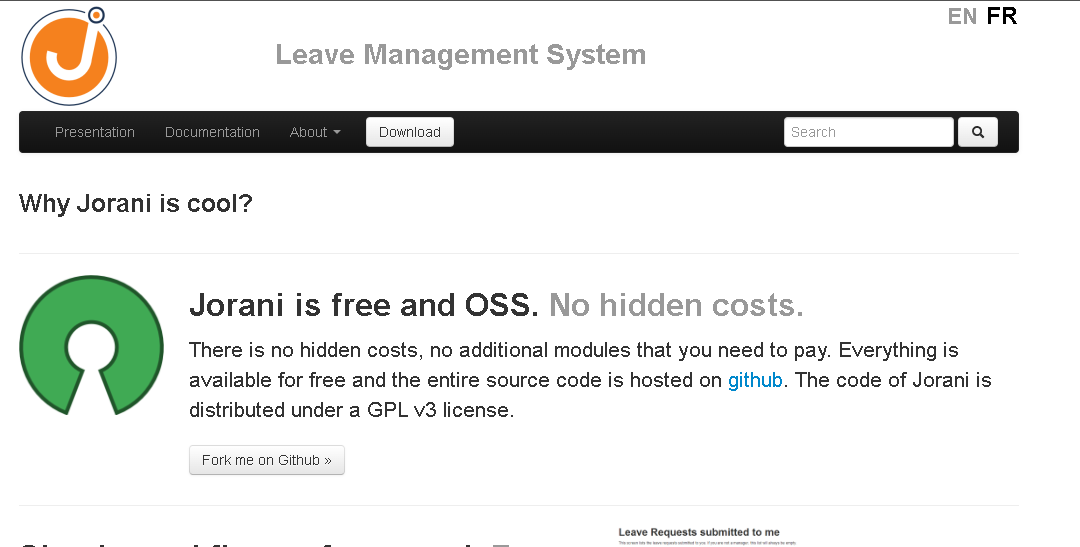 EN FR
Leave Management System
Presentation Documentation About Download Search
Why Jorani is cool?
Jorani is free and OSS. No hidden costs.
There is no hidden costs, no additional modules that you need to pay. Everything is
available for free and the entire source code is hosted on github. The code of Jorani is
distributed under a GPL v3 license.
Fork me on Github »
Leave Requests submitted to me